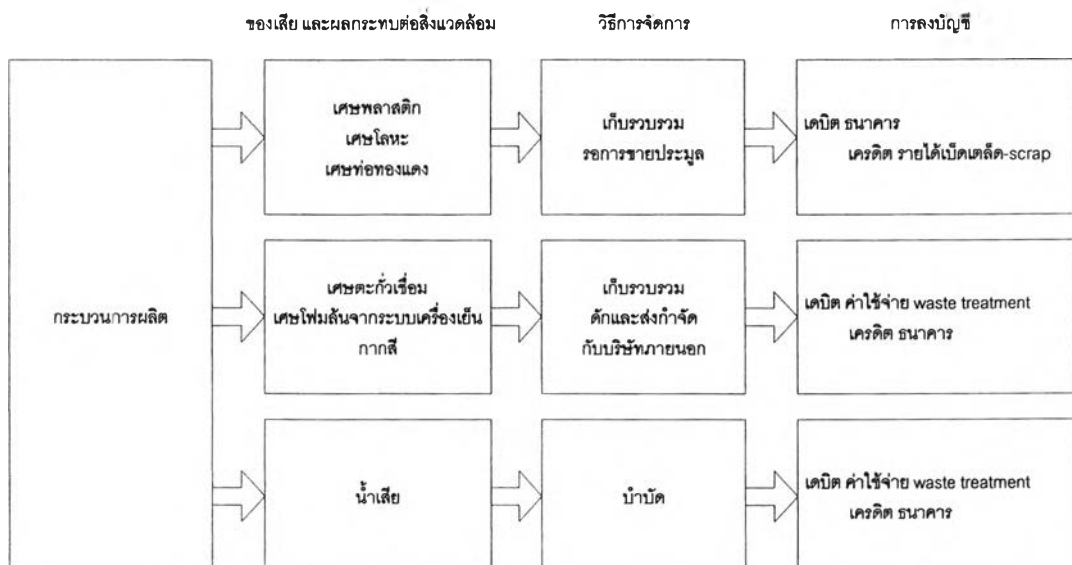 ของเสีย และผลกระทบต่อสิ่งแวดล้อม
วิธีการจัดการ
การลงบัญชี
กระบวนการผลิต
เศษพลาสติก
เศษโลหะ
เศษท่อทองแดง
เก็บรวบรวม
รอการขายประมูล
เดบิต ธนาคาร
เครดิต รายได้เบ็ดเตล็ด-scrap
เศษตะกั่วเชื่อม
เศษโฟมล้นจากระบบเครื่องเย็น
กากสี
เก็บรวบรวม
ดักและส่งกำจัด
กับบริษัทภายนอก
เดบิต ค่าใช้จ่าย waste treatment
เครดิต ธนาคาร
น้ำเสีย
บำบัด
เดบิต ค่าใช้จ่าย waste treatment
เครดิต ธนาคาร